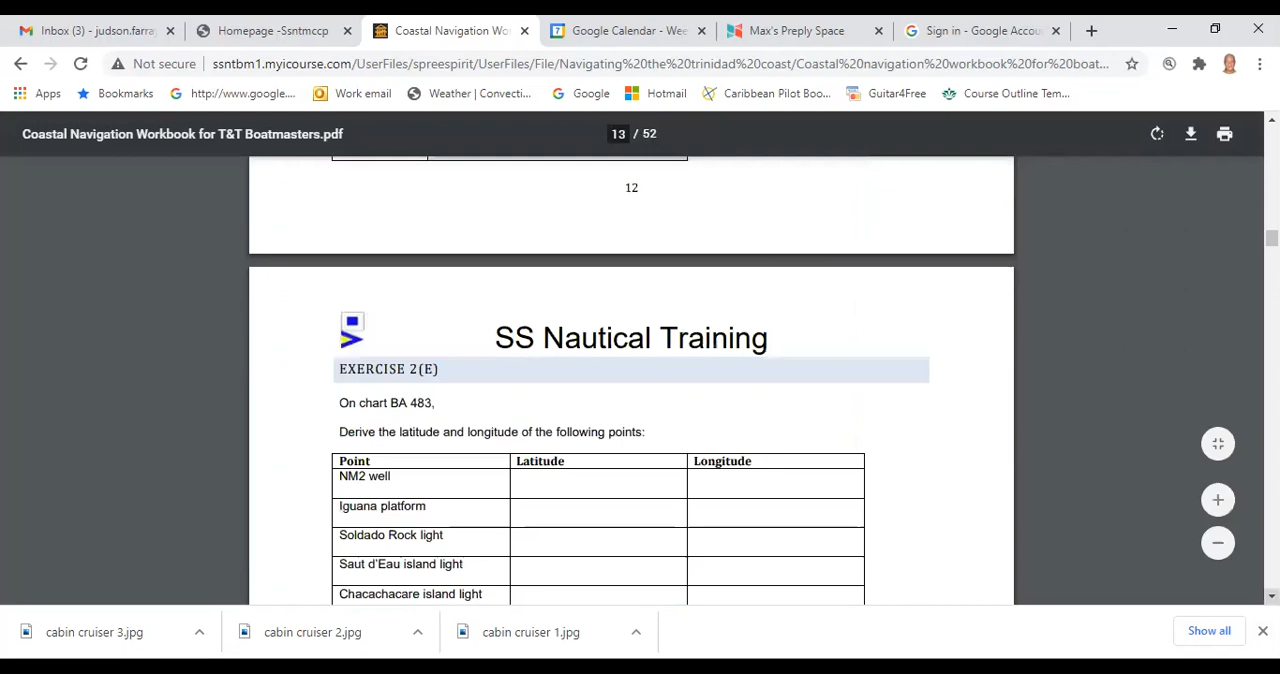 Inbox (3) - judson.farra
Homepage -Ssntmccp
Coastal Navigation Wo
Google Calendar - Wee
Max's Preply Space
Sign in - Google Accou
Not secure
ssntbm1.myicourse.com/UserFiles/spreespirit/UserFiles/File/Navigating%20the%20trinidad%20coast/Coastal%20navigation%20workbook%20for%20boat...
Apps
Bookmarks
http://www.google....
Work email
Weather | Convecti...
Google
Hotmail
Caribbean Pilot Boo...
Guitar4Free
Course Outline Tem...
Coastal Navigation Workbook for T&T Boatmasters.pdf
13 / 52
12
SS Nautical Training
EXERCISE 2(E)
On chart BA 483,
Derive the latitude and longitude of the following points:
Point Latitude Longitude
NM2 well
Iguana platform
Soldado Rock light
Saut d'Eau island light
Chacachacare island light
cabin cruiser 3.jpg
cabin cruiser 2.jpg
cabin cruiser 1.jpg
Show all